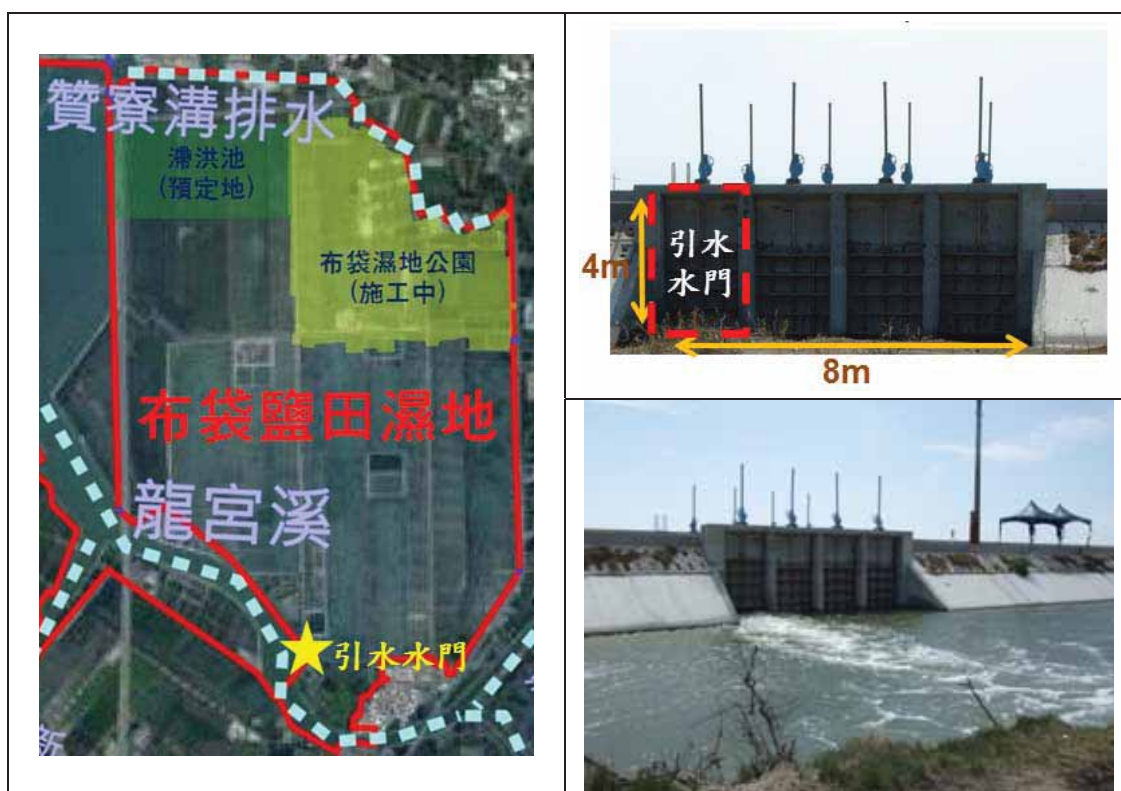 贊寮溝排水
滯洪池
(預定地)
布袋濕地公園
(施工中)
布袋鹽田濕地
龍宮溪
引水水門
新
引水
水門
4m
8m